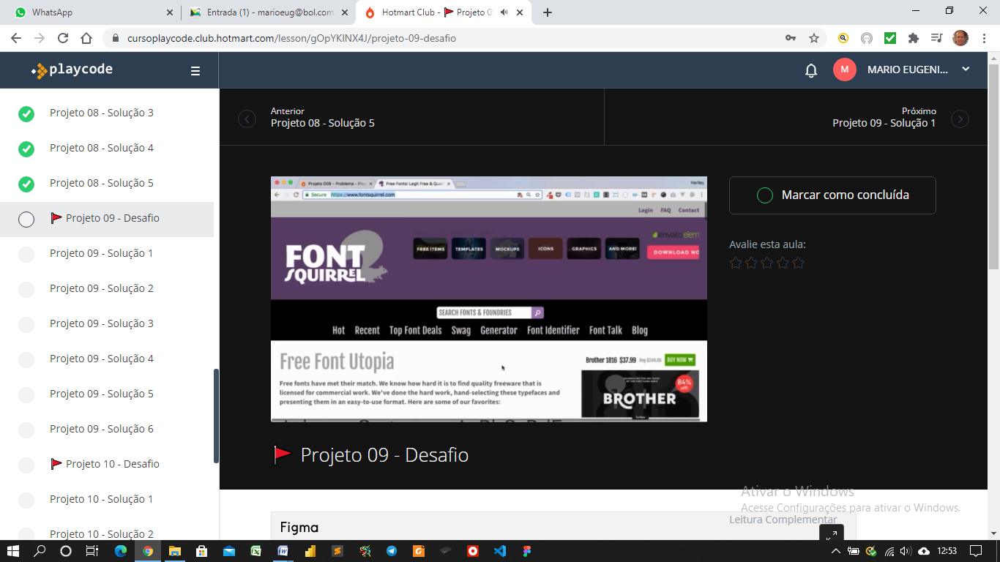 WhatsApp
Entrada (1) - marioeug@bol.com
Hotmart Club - Projeto 09
cursoplaycode.club.hotmart.com/lesson/gOpYKINX4J/projeto-09-desafio
playcode
M
MARIO EUGENI...
Projeto 08 - Solução 3
Projeto 08 - Solução 4
Projeto 08 - Solução 5
Projeto 09 - Desafio
Projeto 09 - Solução 1
Projeto 09 - Solução 2
Projeto 09 - Solução 3
Projeto 09 - Solução 4
Projeto 09 - Solução 5
Projeto 09 - Solução 6
Projeto 10 - Desafio
Projeto 10 - Solução 1
Projeto 10 - Solução 2
Anterior
Projeto 08 - Solução 5
Próximo
Projeto 09 - Solução 1
Projeto 009 - Problema - Play
Free Fonts! Legit Free & Qual
Hartley
Secure https://www.fontsquirrel.com
Login FAQ Contact
FONT
SQUIRREL
FREE ITEMS
TEMPLATES
MOCKUPS
ICONS
GRAPHICS
AND MORE!
envatoelem
DOWNLOAD NO
SEARCH FONTS & FOUNDRIES
Hot Recent Top Font Deals Swag Generator Font Identifier Font Talk Blog
Free Font Utopia
Free fonts have met their match. We know how hard it is to find quality freeware that is
licensed for commercial work. We've done the hard work, hand-selecting these typefaces and
presenting them in an easy-to-use format. Here are some of our favorites:
Brother 1816 $37.99 Reg $249.00 BUY NOW
84%
off!
BROTHER
Marcar como concluída
Avalie esta aula:
Projeto 09 - Desafio
Ativar o Windows
Acesse Configurações para ativar o Windows.
Leitura Complementar
Figma
12:53